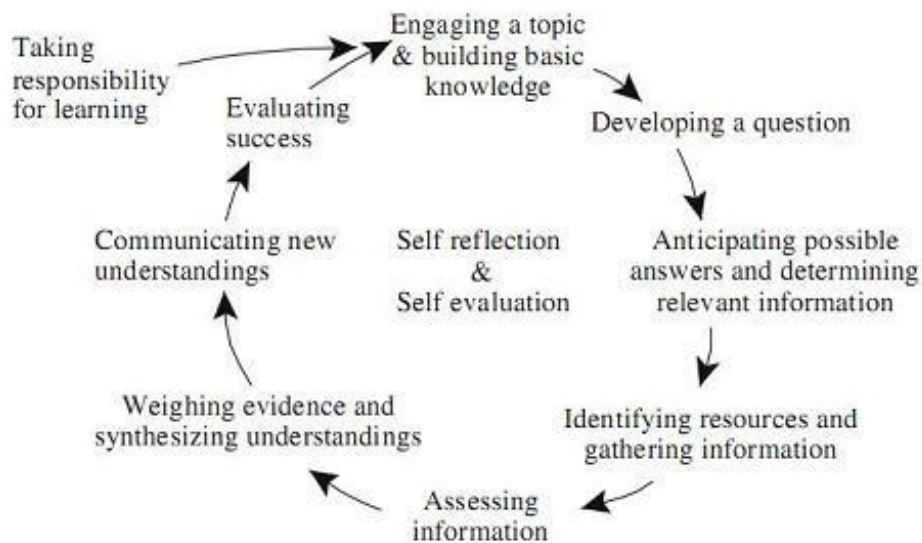 Engaging a topic
& building basic
knowledge
Taking
responsibility
for learning
Evaluating
success
Developing a question
Communicating new
understandings
Self reflection
&
Self evaluation
Anticipating possible
answers and determining
relevant information
Weighing evidence and
synthesizing understandings
Identifying resources and
gathering information
Assessing
information